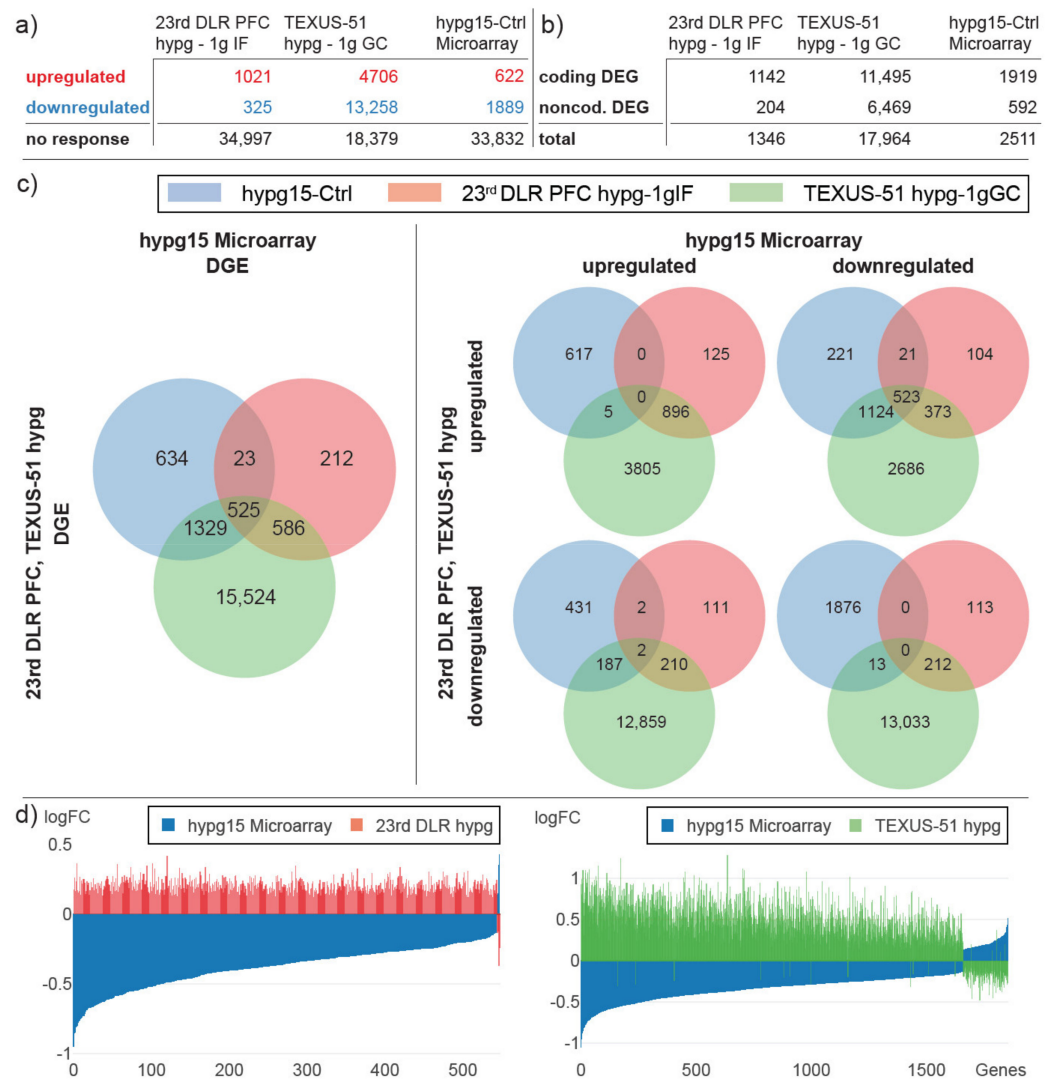 a)
23rd DLR PFC hypg - 1g IF
TEXUS-51 hypg - 1g GC
hypg15-Ctrl Microarray
upregulated 1021 4706 622
downregulated 325 13,258 1889
no response 34,997 18,379 33,832
b)
23rd DLR PFC hypg - 1g IF
TEXUS-51 hypg - 1g GC
hypg15-Ctrl Microarray
coding DEG 1142 11,495 1919
noncod. DEG 204 6,469 592
total 1346 17,964 2511
c)
hypg15-Ctrl 23rd DLR PFC hypg-1gIF TEXUS-51 hypg-1gGC
hypg15 Microarray
DGE
23rd DLR PFC, TEXUS-51 hypg
DGE
634 23 212
525
1329 586
15,524
hypg15 Microarray
upregulated downregulated
23rd DLR PFC, TEXUS-51 hypg
upregulated
617 0 125
0
5 896
3805
221 21 104
523
1124 373
2686
downregulated
431 2 111
2
187 210
12,859
1876 0 113
0
13 212
13,033
d)
logFC
hypg15 Microarray 23rd DLR hypg
0.5
0
-0.5
-1
0 100 200 300 400 500
logFC
hypg15 Microarray TEXUS-51 hypg
1
0.5
0
-0.5
-1
0 500 1000 1500 Genes